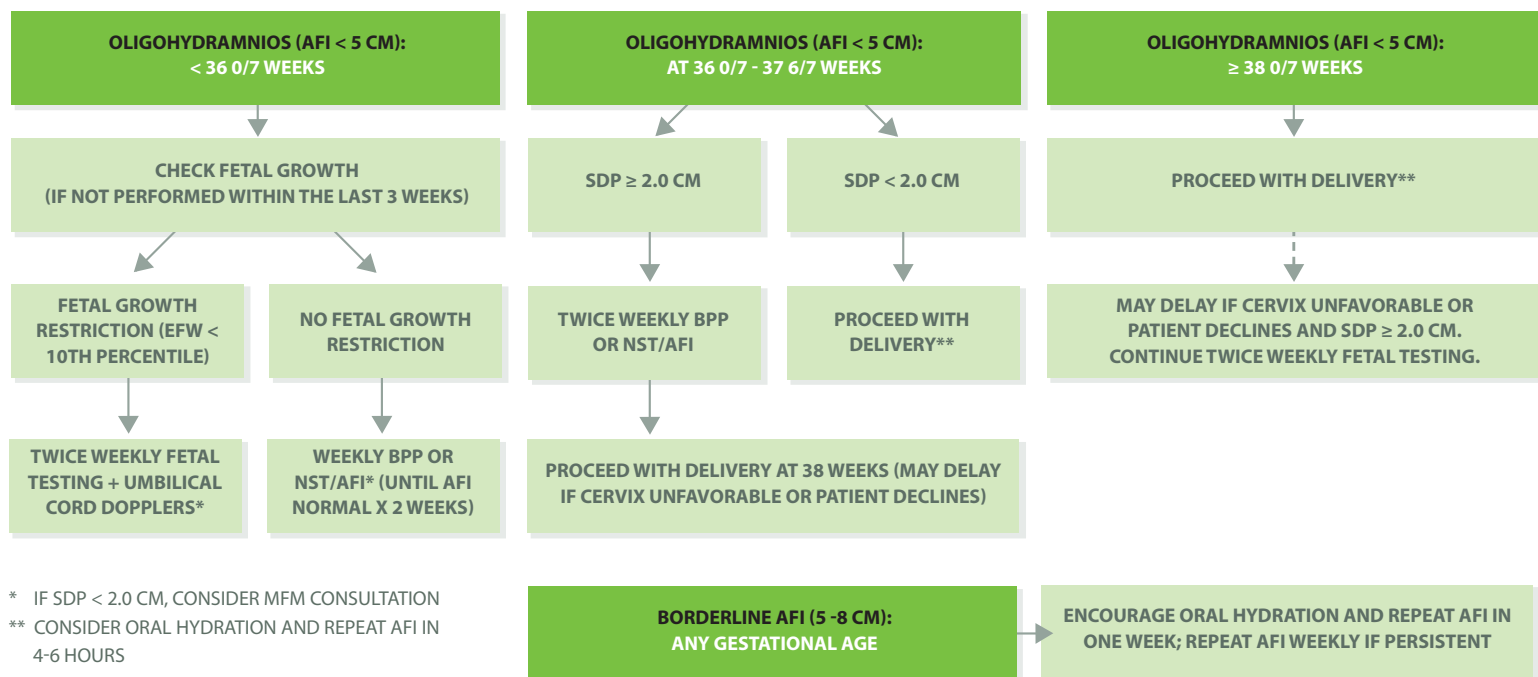 OLIGOHYDRAMNIOS (AFI < 5 CM):
< 36 0/7 WEEKS
CHECK FETAL GROWTH
(IF NOT PERFORMED WITHIN THE LAST 3 WEEKS)
FETAL GROWTH
RESTRICTION (EFW <
10TH PERCENTILE)
NO FETAL GROWTH
RESTRICTION
TWICE WEEKLY FETAL
TESTING + UMBILICAL
CORD DOPPLERS*
WEEKLY BPP OR
NST/AFI* (UNTIL AFI
NORMAL X 2 WEEKS)
OLIGOHYDRAMNIOS (AFI < 5 CM):
AT 36 0/7 - 37 6/7 WEEKS
SDP ≥ 2.0 CM
SDP < 2.0 CM
TWICE WEEKLY BPP
OR NST/AFI
PROCEED WITH
DELIVERY**
PROCEED WITH DELIVERY AT 38 WEEKS (MAY DELAY
IF CERVIX UNFAVORABLE OR PATIENT DECLINES)
OLIGOHYDRAMNIOS (AFI < 5 CM):
≥ 38 0/7 WEEKS
PROCEED WITH DELIVERY**
MAY DELAY IF CERVIX UNFAVORABLE OR
PATIENT DECLINES AND SDP ≥ 2.0 CM.
CONTINUE TWICE WEEKLY FETAL TESTING.
* IF SDP < 2.0 CM, CONSIDER MFM CONSULTATION
** CONSIDER ORAL HYDRATION AND REPEAT AFI IN
4-6 HOURS
BORDERLINE AFI (5 -8 CM):
ANY GESTATIONAL AGE
ENCOURAGE ORAL HYDRATION AND REPEAT AFI IN
ONE WEEK; REPEAT AFI WEEKLY IF PERSISTENT